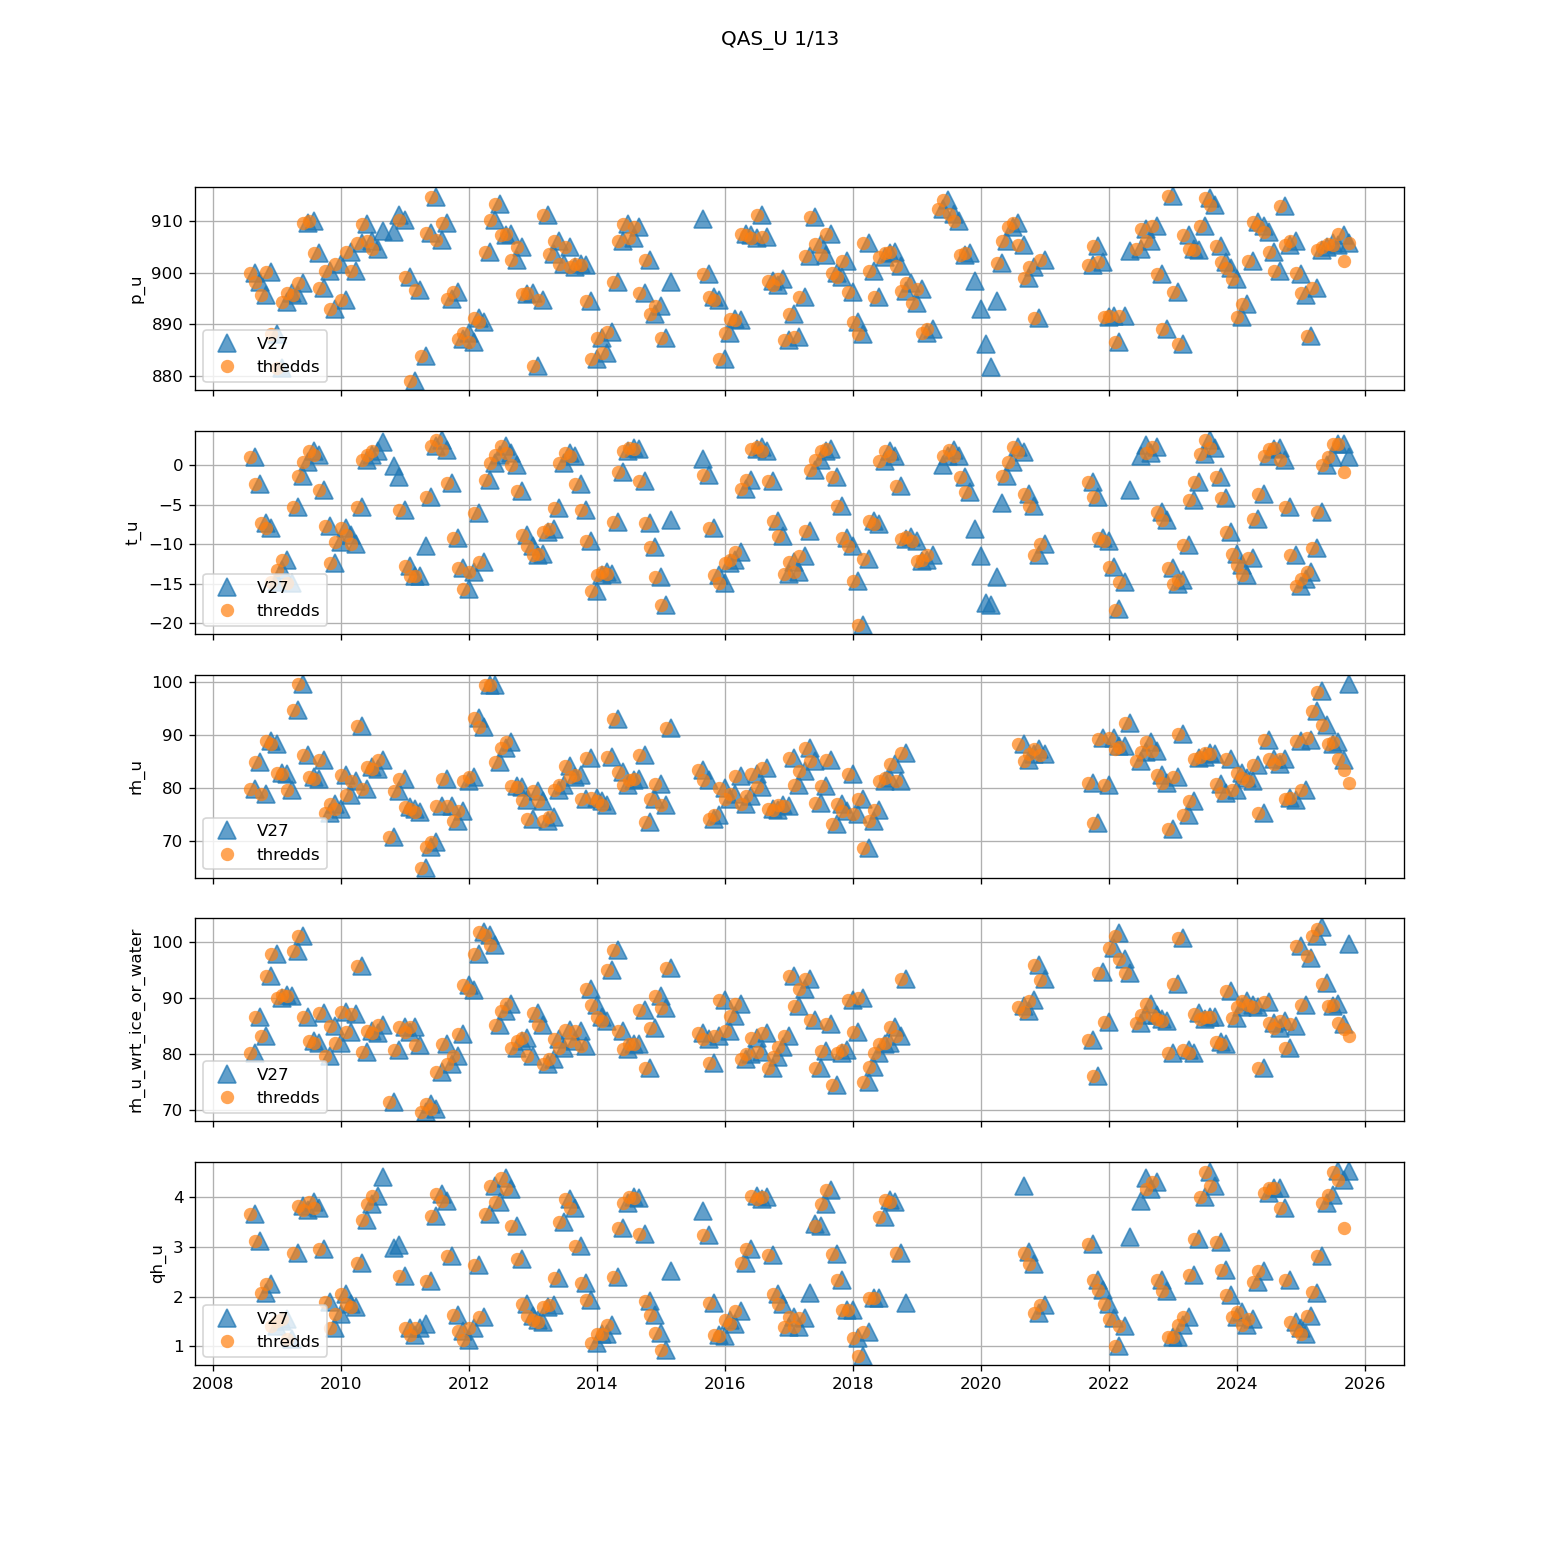 QAS_U 1/13
910
900
890
880
p_u
V27
thredds
0
−5
−10
−15
−20
t_u
V27
thredds
100
90
80
70
rh_u
V27
thredds
100
90
80
70
rh_u_wrt_ice_or_water
V27
thredds
4
3
2
1
qh_u
V27
thredds
2008 2010 2012 2014 2016 2018 2020 2022 2024 2026